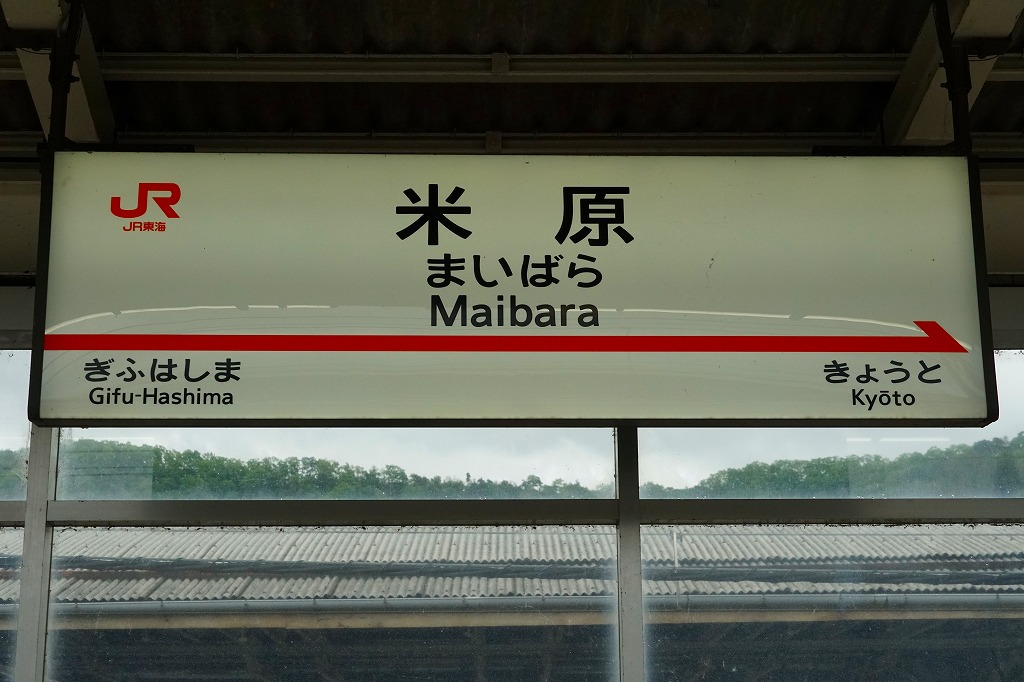 JR
JR東海
米原
まいばら
Maibara
ぎふはしま
Gifu-Hashima
きょうと
Kyōto